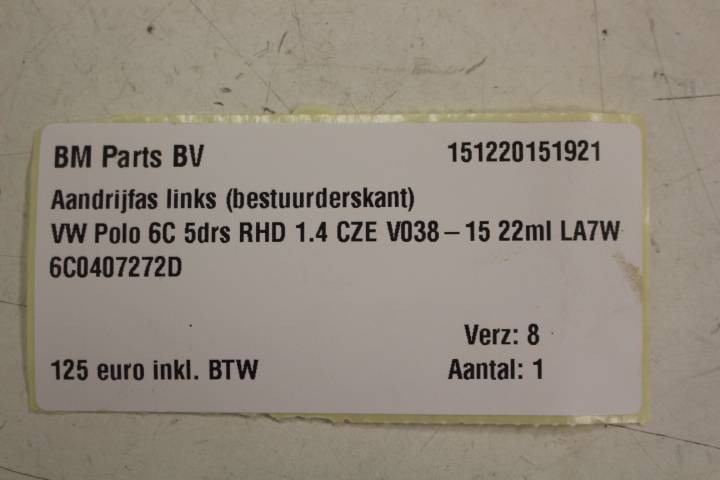 BM Parts BV 151220151921
Aandrijfas links (bestuurderskant)
VW Polo 6C 5drs RHD 1.4 CZE V038 – 15 22ml LA7W
6C0407272D
Verz: 8
125 euro inkl. BTW Aantal: 1